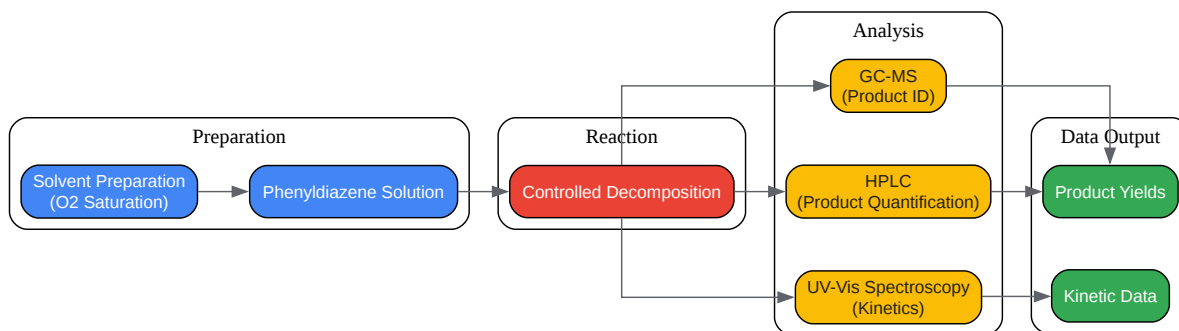 Preparation
Solvent Preparation
(O2 Saturation)
Phenyldiazene Solution
Reaction
Controlled Decomposition
Analysis
GC-MS
(Product ID)
HPLC
(Product Quantification)
UV-Vis Spectroscopy
(Kinetics)
Data Output
Product Yields
Kinetic Data